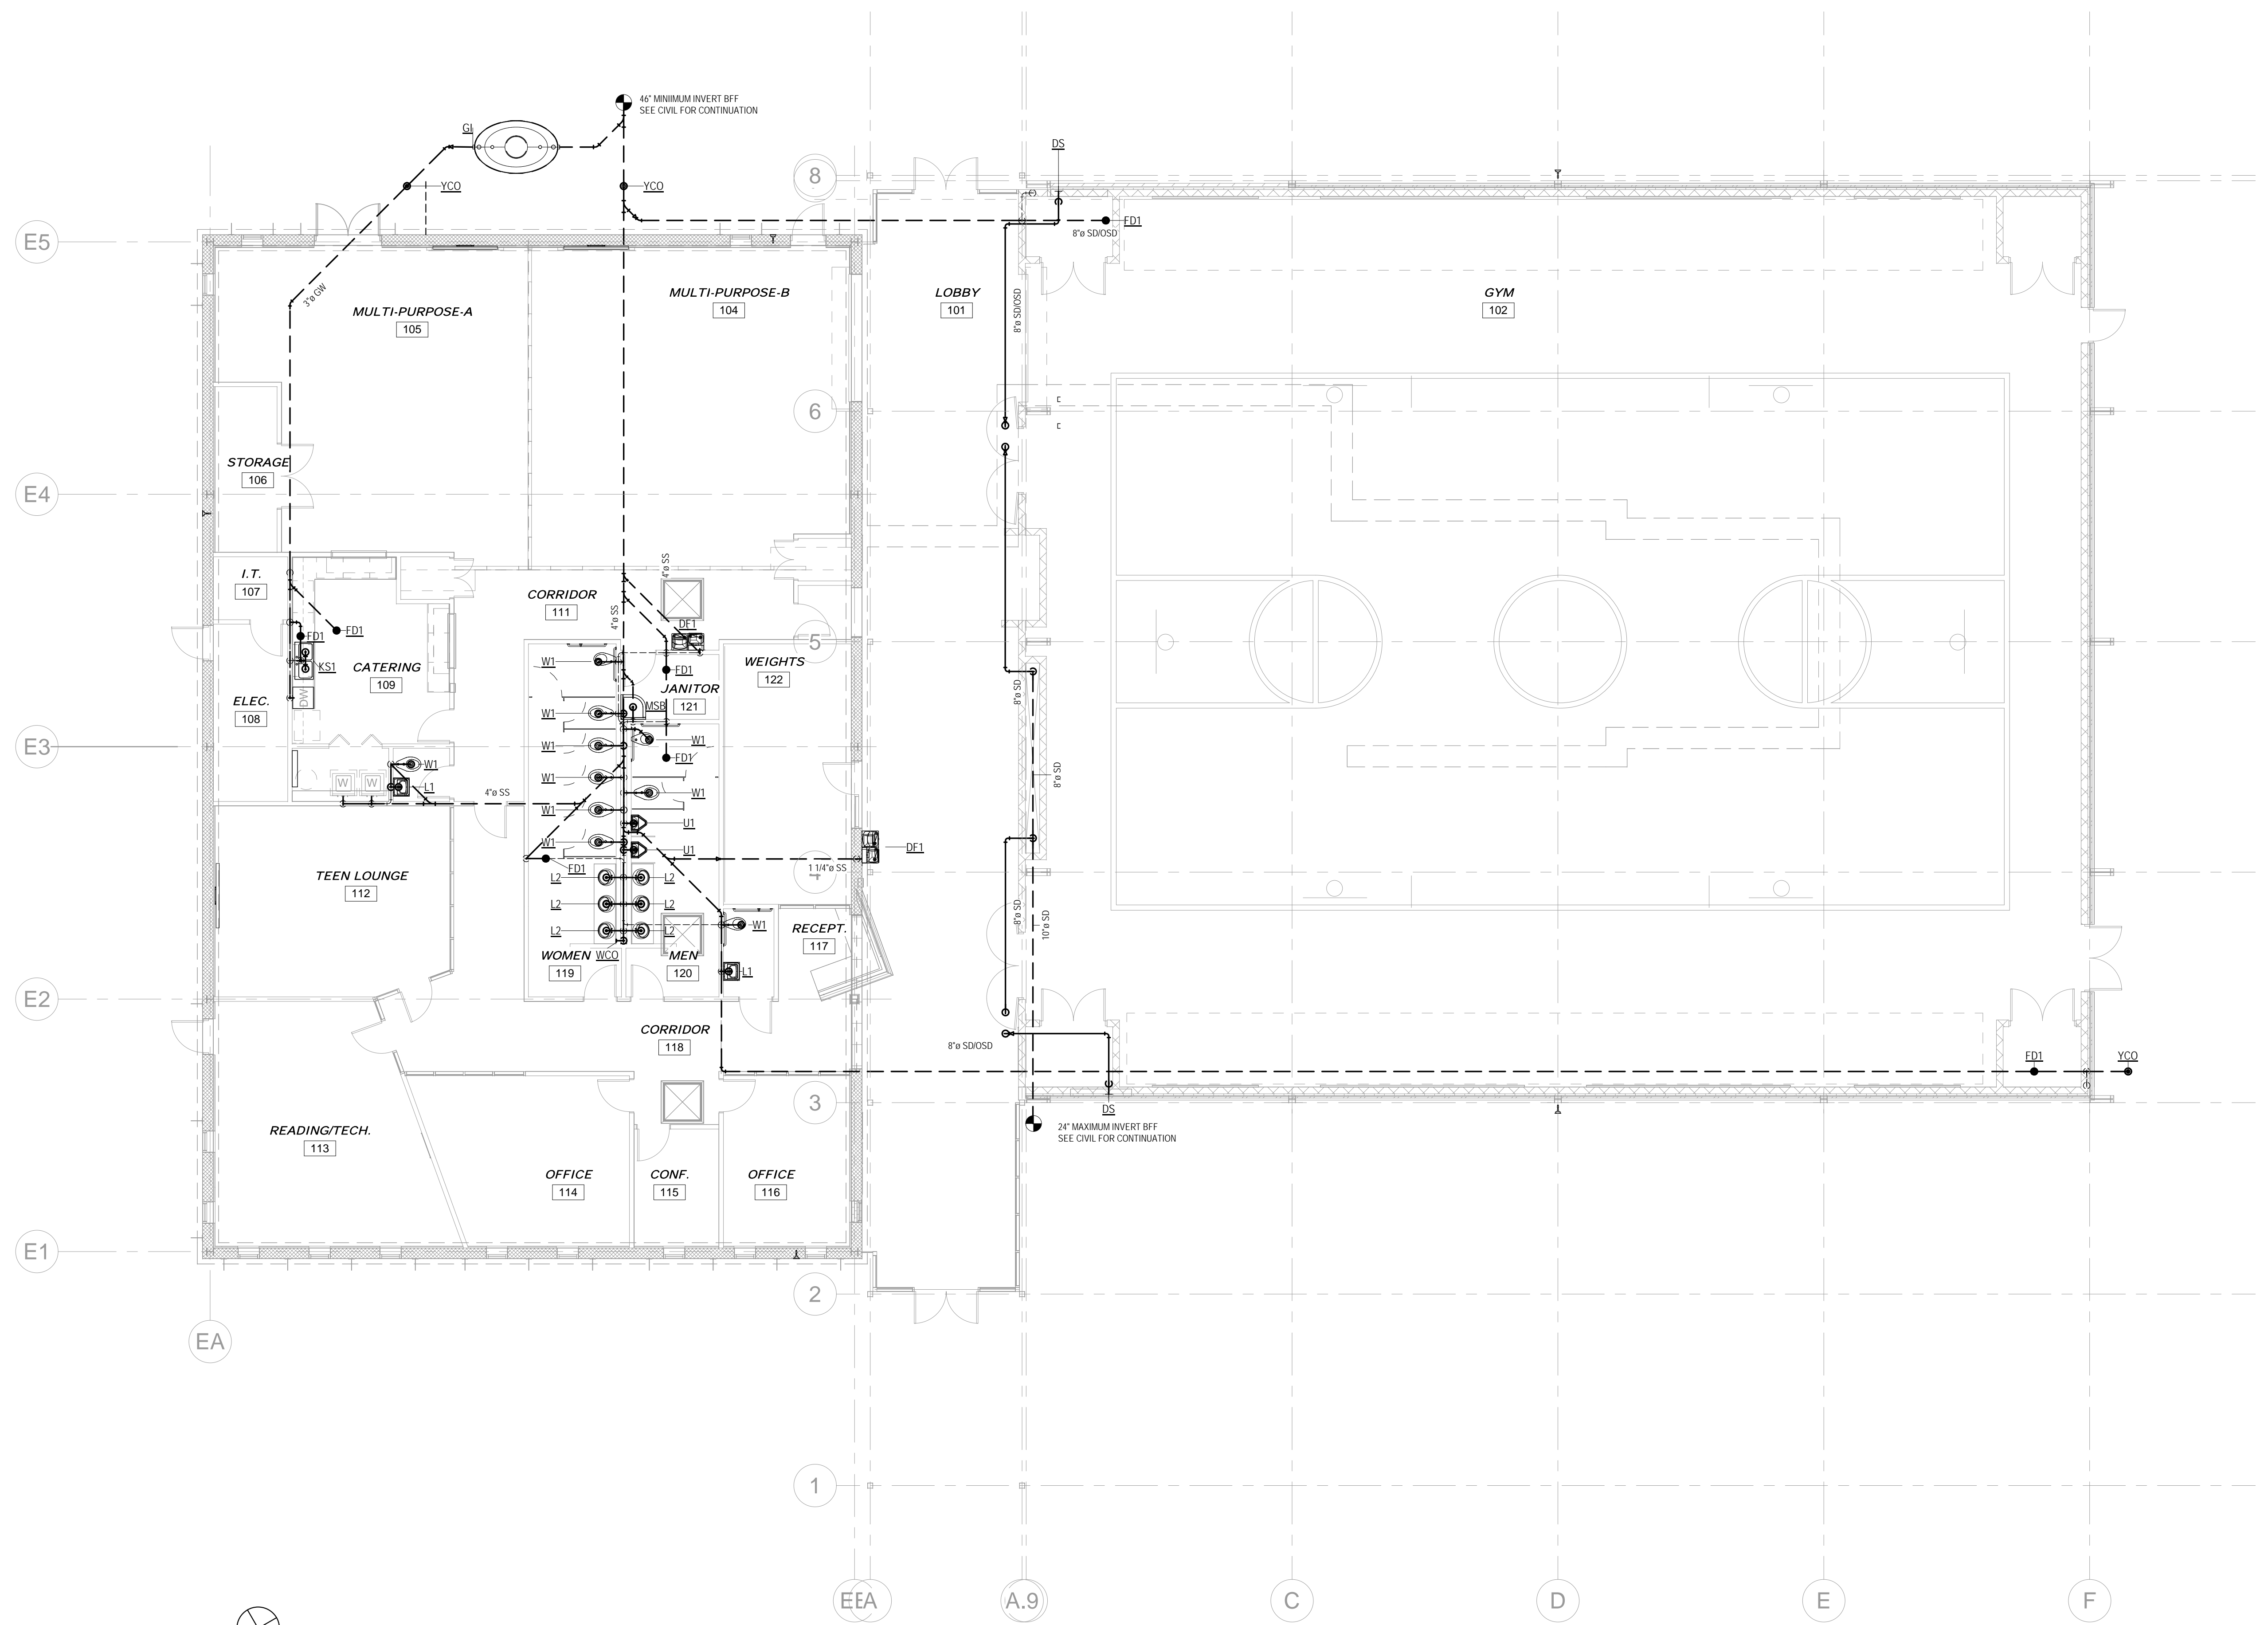 46" MINIIMUM INVERT BFF
SEE CIVIL FOR CONTINUATION
GI
DS
YCO
YCO
8
FD1
8"ø SD/OSD
E5
3"ø GW
MULTI-PURPOSE-A
105
MULTI-PURPOSE-B
104
LOBBY
101
8"ø SD/OSD
GYM
102
6
STORAGE
106
E4
I.T.
107
CORRIDOR
111
4"ø SS
4"ø SS
DF1
FD1
FD1
5
KS1
CATERING
109
W1
FD1
WEIGHTS
122
JANITOR
121
8"ø SD
ELEC.
108
DW
W1
MSB
E3
W1
W1
FD1
W1
L1
W
W
W1
W1
8"ø SD
4"ø SS
W1
U1
W1
U1
DF1
FD1
1 1/4"ø SS
4
TEEN LOUNGE
112
L2
L2
L2
L2
L2
L2
W1
RECEPT.
117
8"ø SD
10"ø SD
WOMEN
119
WCO
MEN
120
L1
E2
CORRIDOR
118
8"ø SD/OSD
FD1
YCO
3
DS
24" MAXIMUM INVERT BFF
SEE CIVIL FOR CONTINUATION
READING/TECH.
113
OFFICE
114
CONF.
115
OFFICE
116
E1
2
EA
1
EEA
A.9
C
D
E
F